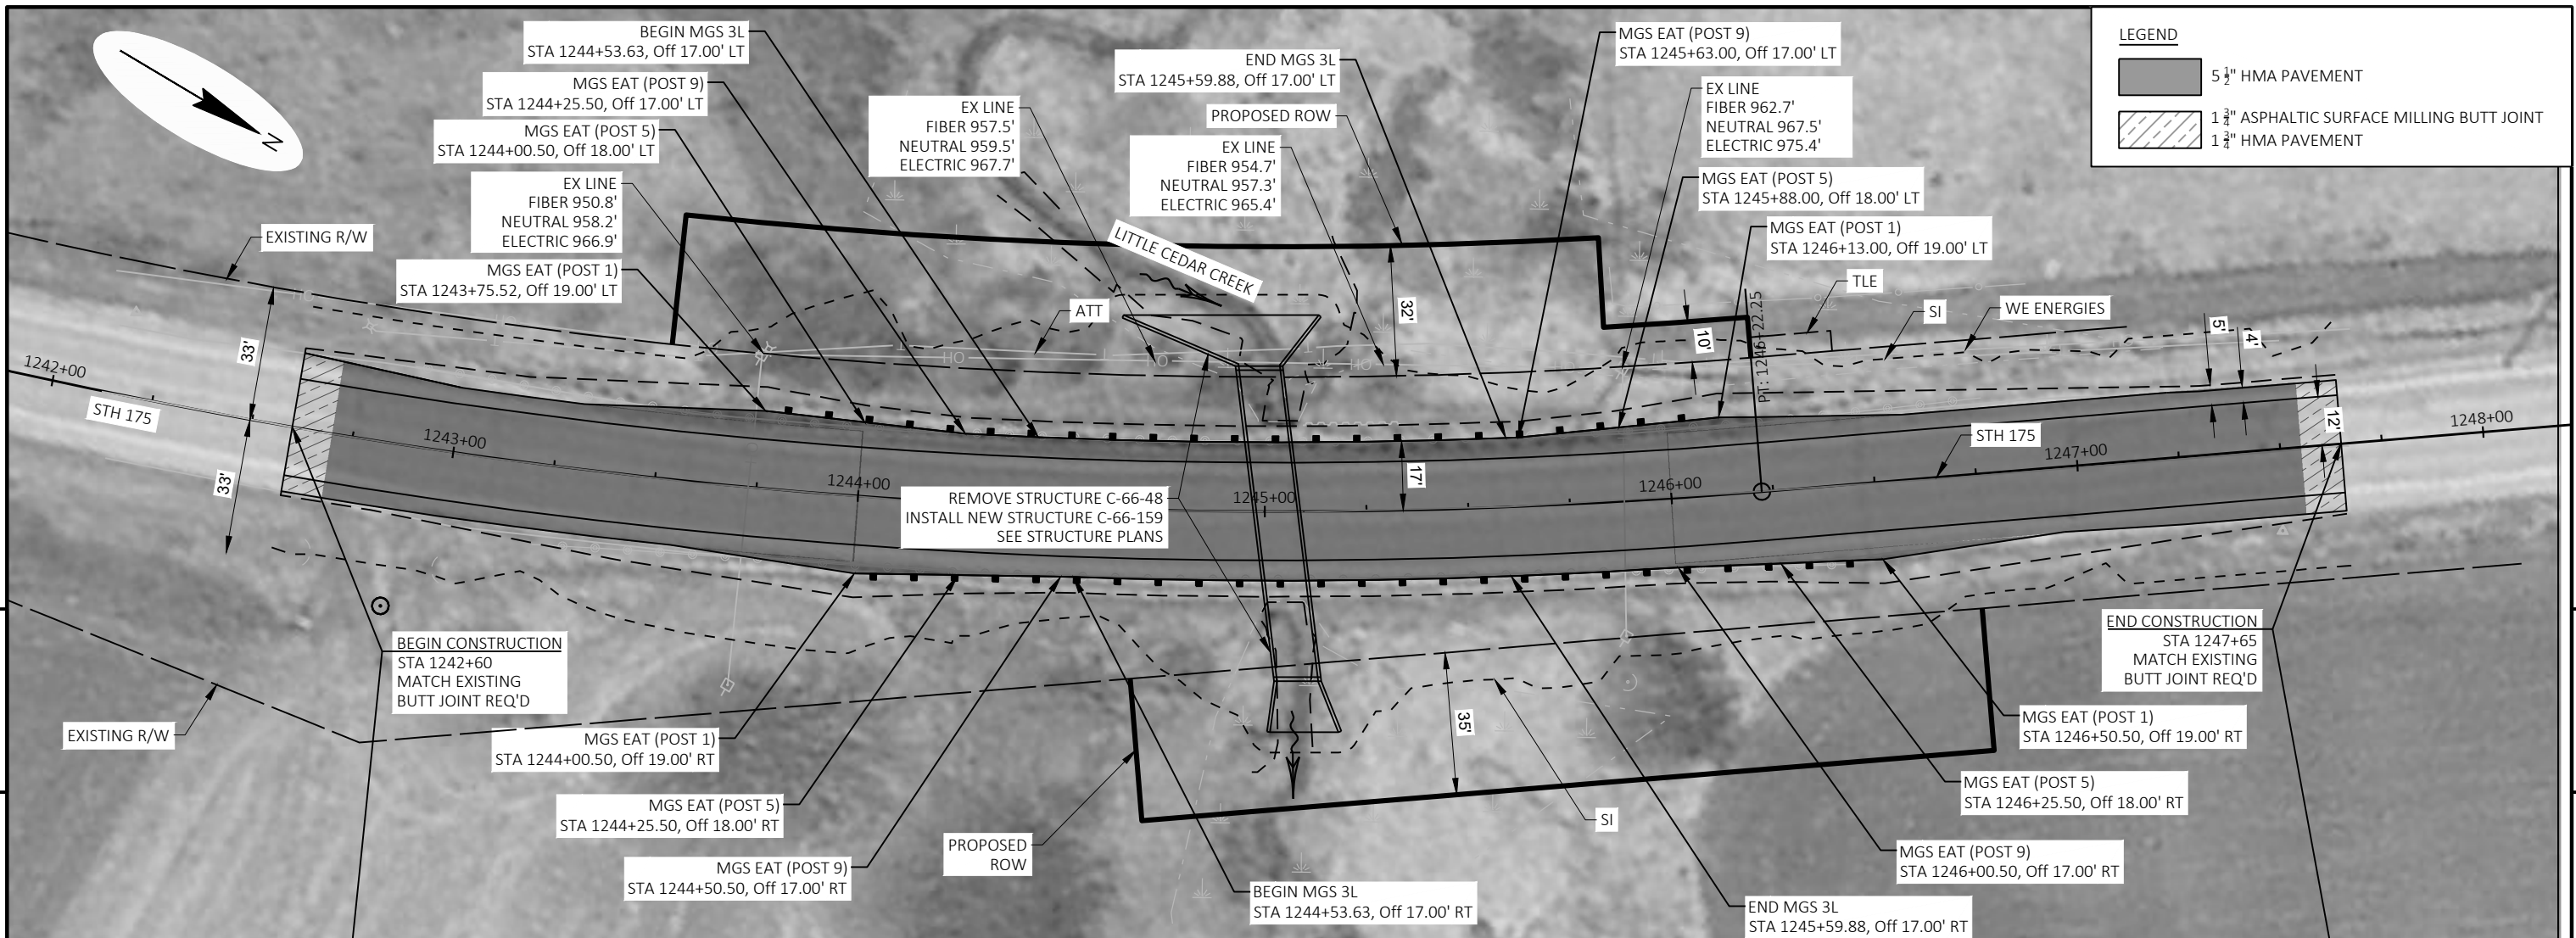 BEGIN MGS 3L
STA 1244+53.63, Off 17.00' LT
MGS EAT (POST 9)
STA 1244+25.50, Off 17.00' LT
MGS EAT (POST 5)
STA 1244+00.50, Off 18.00' LT
EX LINE
FIBER 950.8'
NEUTRAL 958.2'
ELECTRIC 966.9'
MGS EAT (POST 1)
STA 1243+75.52, Off 19.00' LT
EX LINE
FIBER 957.5'
NEUTRAL 959.5'
ELECTRIC 967.7'
END MGS 3L
STA 1245+59.88, Off 17.00' LT
PROPOSED ROW
EX LINE
FIBER 954.7'
NEUTRAL 957.3'
ELECTRIC 965.4'
MGS EAT (POST 9)
STA 1245+63.00, Off 17.00' LT
EX LINE
FIBER 962.7'
NEUTRAL 967.5'
ELECTRIC 975.4'
MGS EAT (POST 5)
STA 1245+88.00, Off 18.00' LT
MGS EAT (POST 1)
STA 1246+13.00, Off 19.00' LT
LEGEND
5 1/2" HMA PAVEMENT
1 3/4" ASPHALTIC SURFACE MILLING BUTT JOINT
1 3/4" HMA PAVEMENT
N
EXISTING R/W
LITTLE CEDAR CREEK
ATT
TLE
SI
WE ENERGIES
33'
33'
32'
10'
5'
4'
12'
17'
PT: 1246+22.25
HO
HO
HO
HO
1242+00
STH 175
1243+00
1244+00
1245+00
1246+00
STH 175
1247+00
1248+00
REMOVE STRUCTURE C-66-48
INSTALL NEW STRUCTURE C-66-159
SEE STRUCTURE PLANS
BEGIN CONSTRUCTION
STA 1242+60
MATCH EXISTING
BUTT JOINT REQ'D
END CONSTRUCTION
STA 1247+65
MATCH EXISTING
BUTT JOINT REQ'D
EXISTING R/W
MGS EAT (POST 1)
STA 1244+00.50, Off 19.00' RT
MGS EAT (POST 5)
STA 1244+25.50, Off 18.00' RT
MGS EAT (POST 9)
STA 1244+50.50, Off 17.00' RT
PROPOSED
ROW
35'
SI
BEGIN MGS 3L
STA 1244+53.63, Off 17.00' RT
MGS EAT (POST 1)
STA 1246+50.50, Off 19.00' RT
MGS EAT (POST 5)
STA 1246+25.50, Off 18.00' RT
MGS EAT (POST 9)
STA 1246+00.50, Off 17.00' RT
END MGS 3L
STA 1245+59.88, Off 17.00' RT